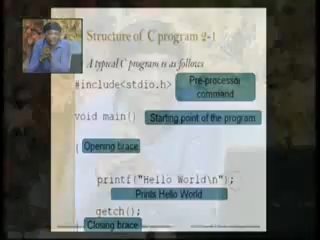 Structure of C program 2-1
A typical C program is as follows
#include<stdio.h>
Pre-processor
command
void main()
Starting point of the program
{
Opening brace
printf("Hello World\n");
Prints Hello World
getch();
Closing brace